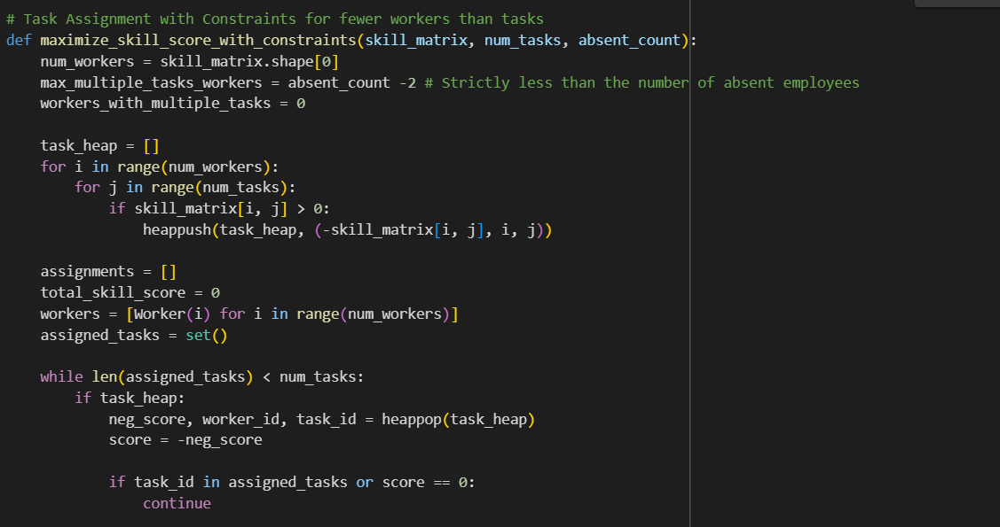 # Task Assignment with Constraints for fewer workers than tasks
def maximize_skill_score_with_constraints(skill_matrix, num_tasks, absent_count):
    num_workers = skill_matrix.shape[0]
    max_multiple_tasks_workers = absent_count -2 # Strictly less than the number of absent employees
    workers_with_multiple_tasks = 0

    task_heap = []
    for i in range(num_workers):
        for j in range(num_tasks):
            if skill_matrix[i, j] > 0:
                heappush(task_heap, (-skill_matrix[i, j], i, j))

    assignments = []
    total_skill_score = 0
    workers = [Worker(i) for i in range(num_workers)]
    assigned_tasks = set()

    while len(assigned_tasks) < num_tasks:
        if task_heap:
            neg_score, worker_id, task_id = heappop(task_heap)
            score = -neg_score

            if task_id in assigned_tasks or score == 0:
                continue